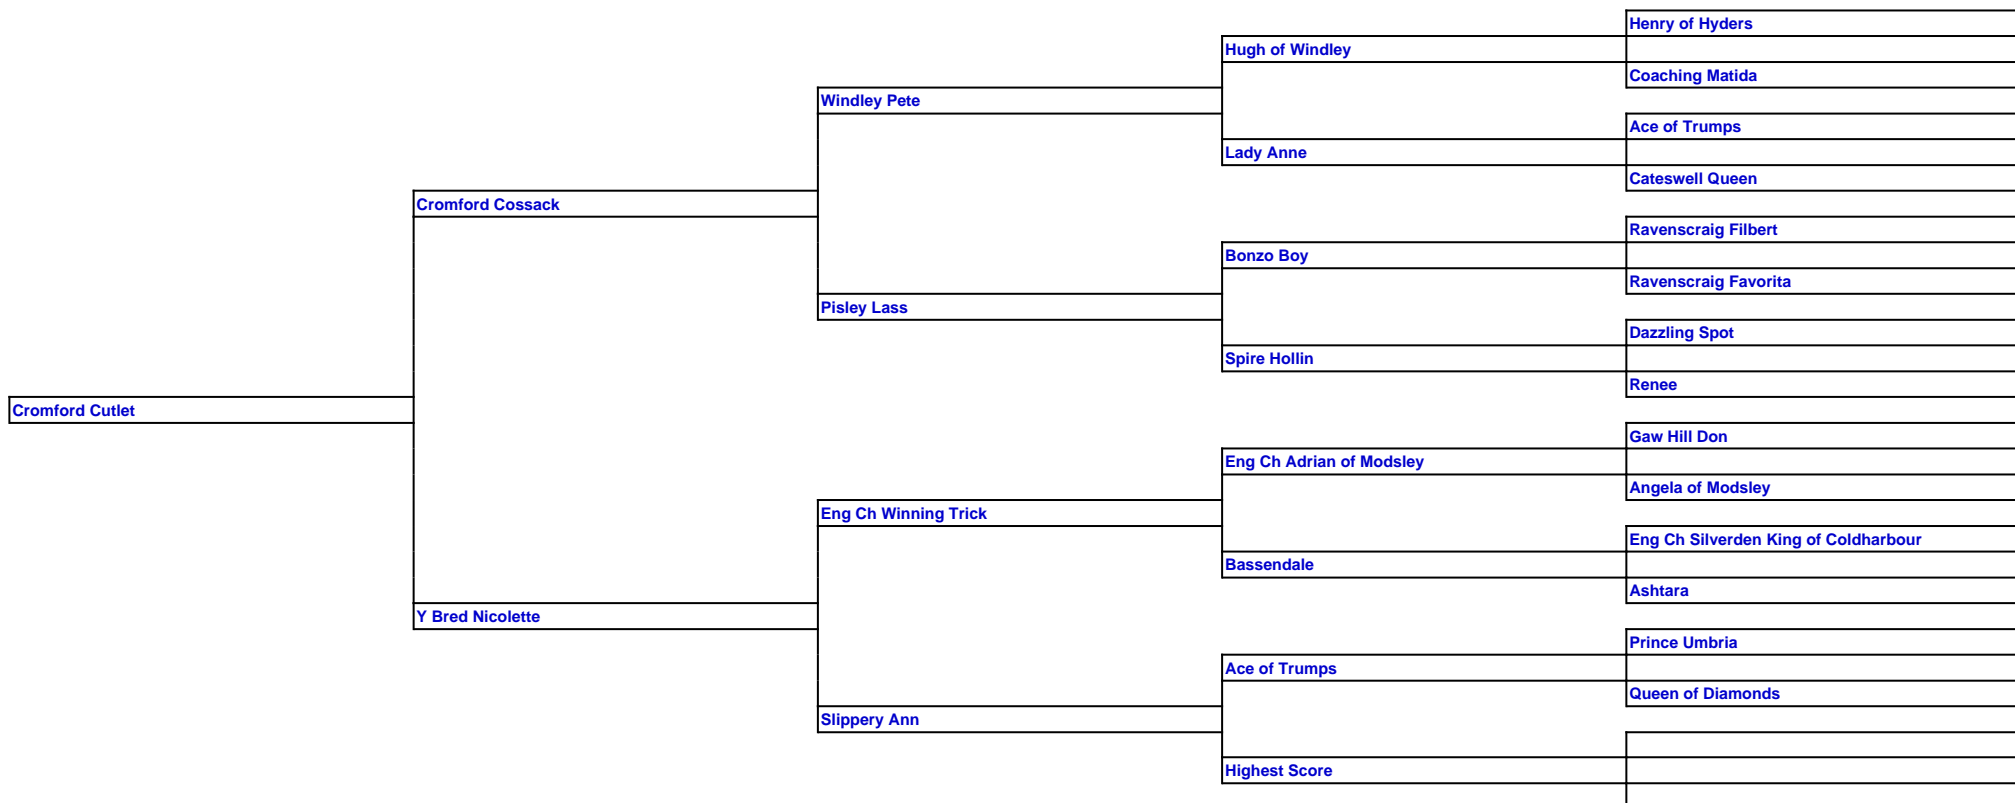 Henry of Hyders
Hugh of Windley
Coaching Matida
Windley Pete
Ace of Trumps
Lady Anne
Cateswell Queen
Cromford Cossack
Ravenscraig Filbert
Bonzo Boy
Ravenscraig Favorita
Pisley Lass
Dazzling Spot
Spire Hollin
Renee
Cromford Cutlet
Gaw Hill Don
Eng Ch Adrian of Modsley
Angela of Modsley
Eng Ch Winning Trick
Eng Ch Silverden King of Coldharbour
Bassendale
Ashtara
Y Bred Nicolette
Prince Umbria
Ace of Trumps
Queen of Diamonds
Slippery Ann
Highest Score